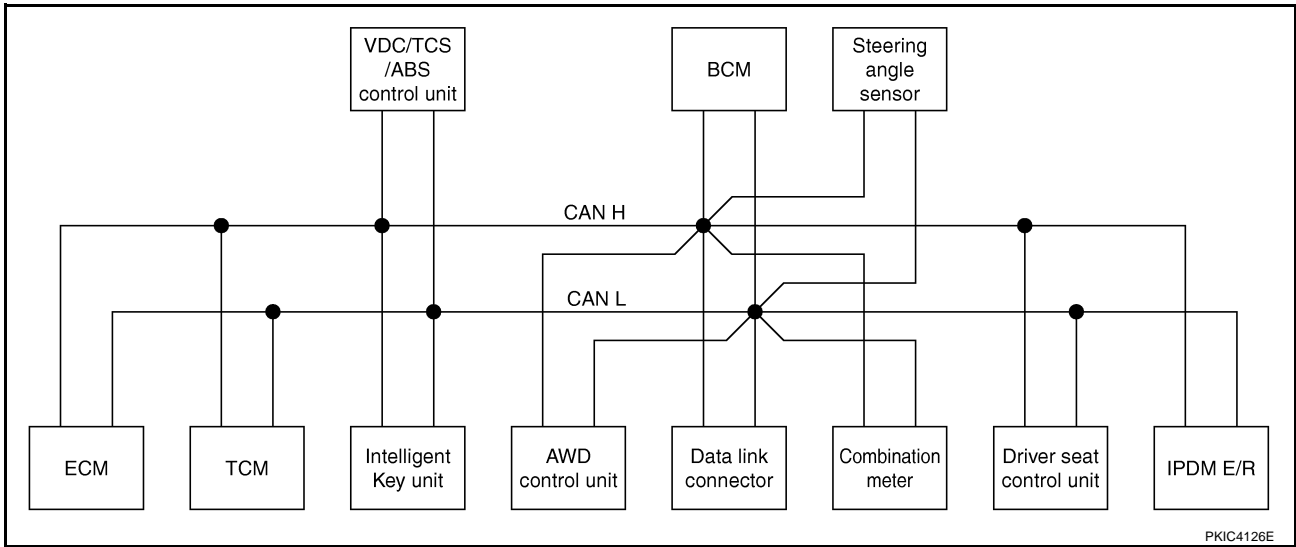 VDC/TCS
/ABS
control unit
BCM
Steering
angle
sensor
CAN H
CAN L
ECM
TCM
Intelligent
Key unit
AWD
control unit
Data link
connector
Combination
meter
Driver seat
control unit
IPDM E/R
PKIC4126E